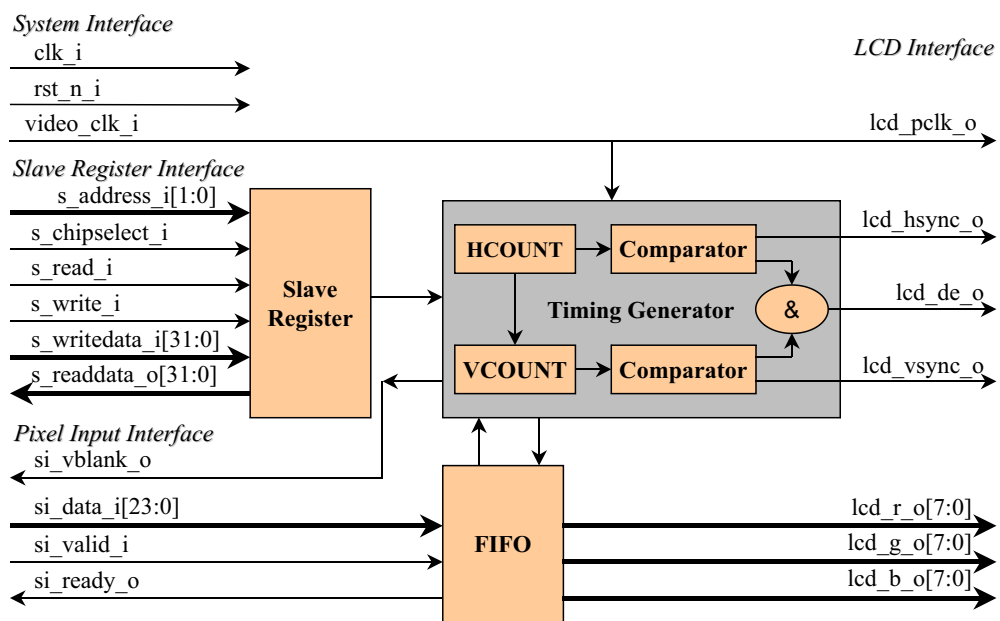 System Interface
clk_i
rst_n_i
video_clk_i
LCD Interface
lcd_pclk_o
Slave Register Interface
s_address_i[1:0]
s_chipselect_i
s_read_i
s_write_i
s_writedata_i[31:0]
s_readdata_o[31:0]
Slave
Register
HCOUNT
Comparator
Timing Generator
&
VCOUNT
Comparator
lcd_hsync_o
lcd_de_o
lcd_vsync_o
Pixel Input Interface
si_vblank_o
si_data_i[23:0]
si_valid_i
si_ready_o
FIFO
lcd_r_o[7:0]
lcd_g_o[7:0]
lcd_b_o[7:0]